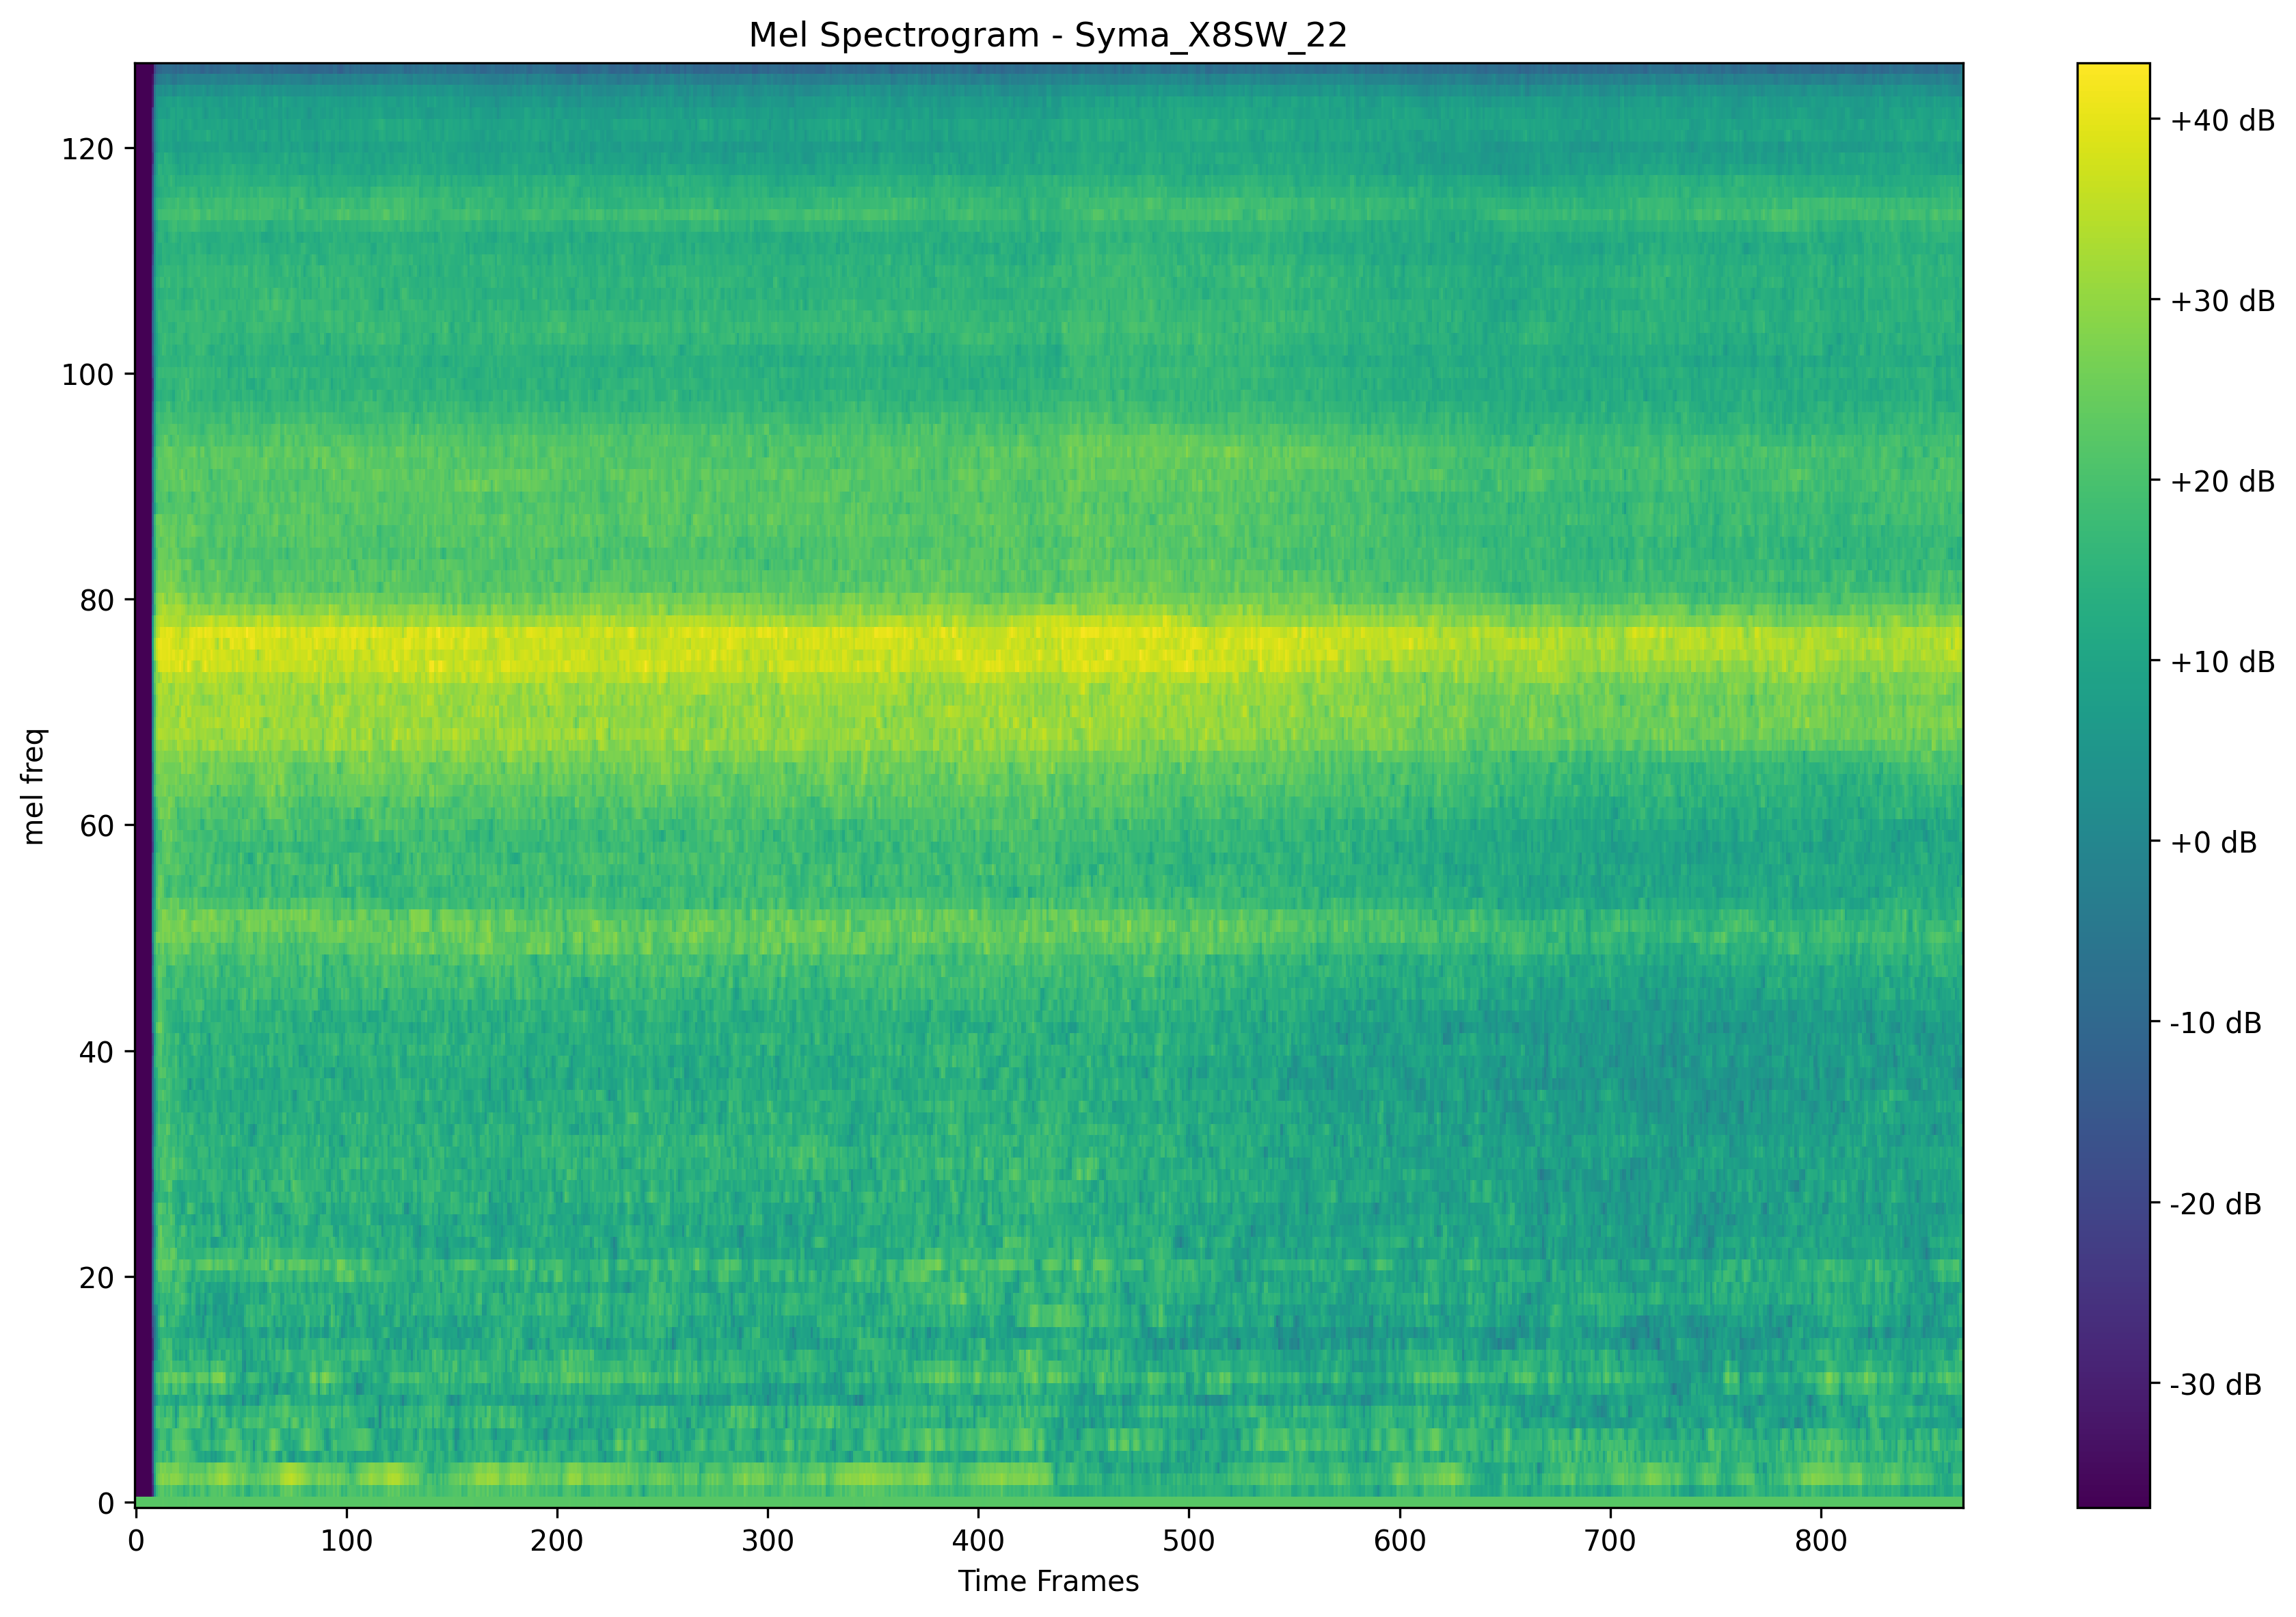 Mel Spectrogram - Syma_X8SW_22
mel freq
120
100
80
60
40
20
0
0 100 200 300 400 500 600 700 800
Time Frames
+40 dB
+30 dB
+20 dB
+10 dB
+0 dB
-10 dB
-20 dB
-30 dB